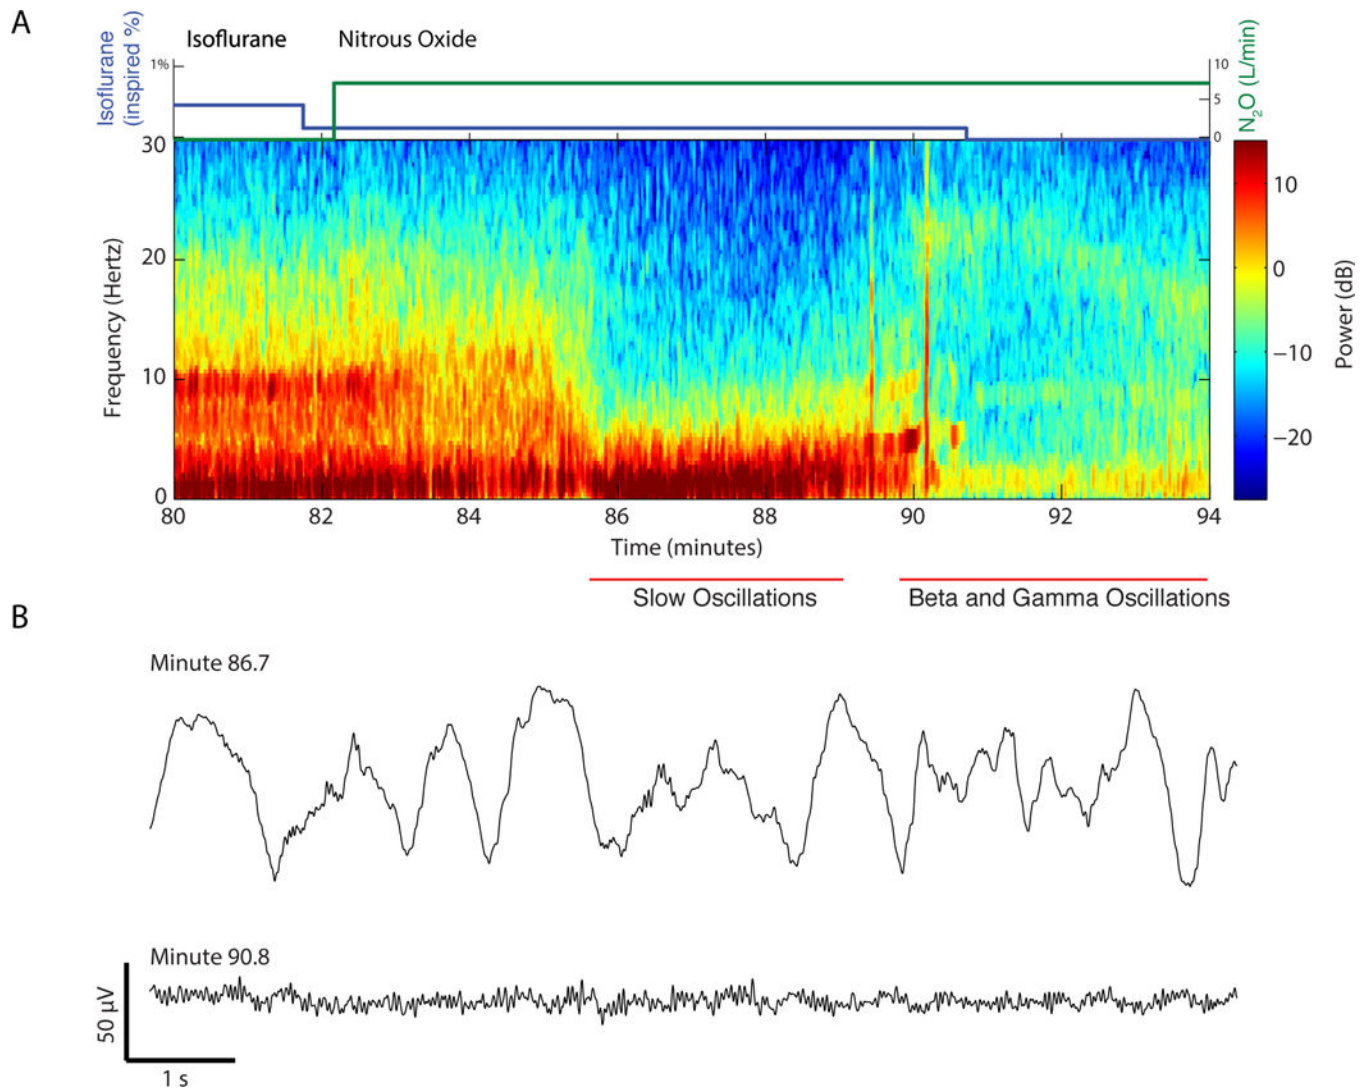 A
Isoflurane
(inspired %)
Isoflurane
Nitrous Oxide
1%
10
5
0
N₂O (L/min)
30
20
10
0
Frequency (Hertz)
80
82
84
86
88
90
92
94
Time (minutes)
10
0
−10
−20
Power (dB)
Slow Oscillations
Beta and Gamma Oscillations
B
Minute 86.7
Minute 90.8
50 µV
1 s